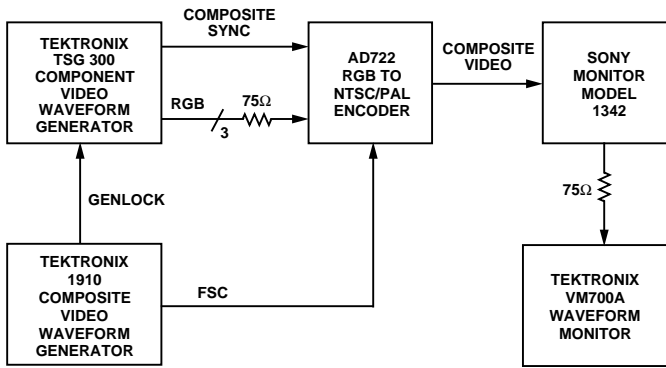 COMPOSITE
SYNC
TEKTRONIX
TSG 300
COMPONENT
VIDEO
WAVEFORM
GENERATOR
RGB
3
75Ω
AD722
RGB TO
NTSC/PAL
ENCODER
COMPOSITE
VIDEO
SONY
MONITOR
MODEL
1342
75Ω
GENLOCK
TEKTRONIX
1910
COMPOSITE
VIDEO
WAVEFORM
GENERATOR
FSC
TEKTRONIX
VM700A
WAVEFORM
MONITOR